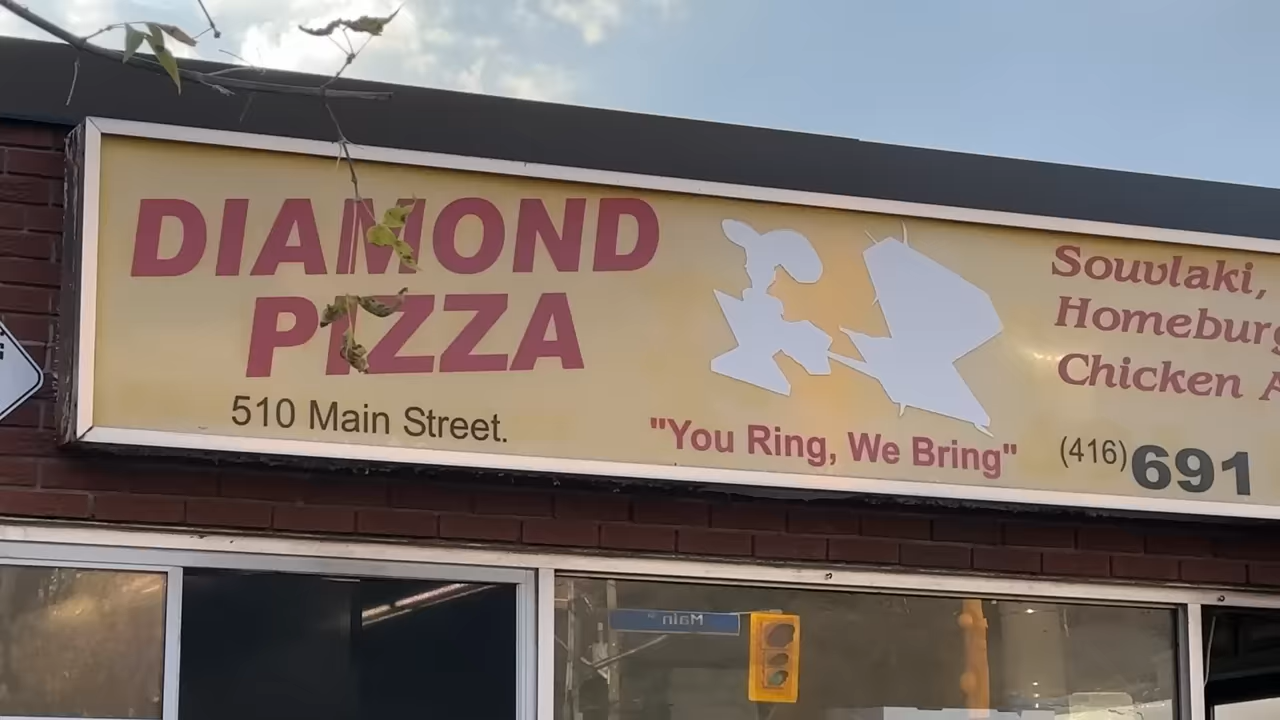 DIAMOND
PIZZA
510 Main Street.
"You Ring, We Bring"
Souvlaki,
Homeburg
Chicken A
(416)691
Main